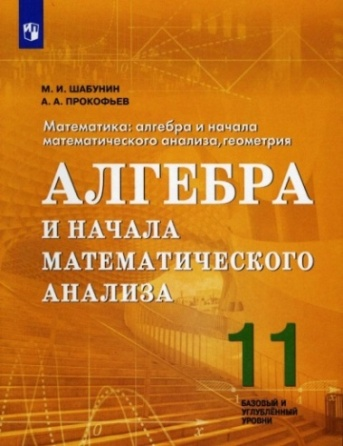 М. И. ШАБУНИН
А. А. ПРОКОФЬЕВ
Математика: алгебра и начала
математического анализа, геометрия
АЛГЕБРА
И НАЧАЛА
МАТЕМАТИЧЕСКОГО
АНАЛИЗА
11
БАЗОВЫЙ И
УГЛУБЛЁННЫЙ
УРОВНИ